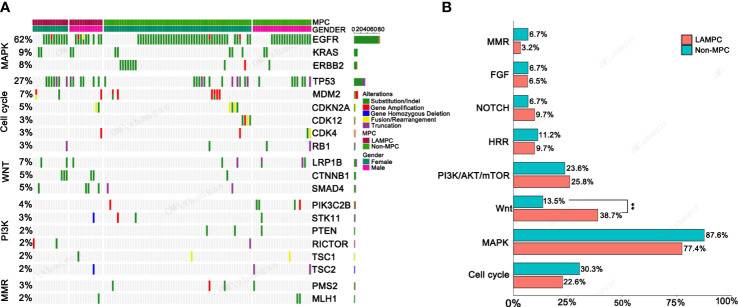 A
MPC
GENDER
0 20 40 60 80
62% EGFR
9% KRAS
8% ERBB2
MAPK
27% TP53
7% MDM2
5% CDKN2A
3% CDK12
3% CDK4
3% RB1
Cell cycle
7% LRP1B
5% CTNNB1
5% SMAD4
WNT
4% PIK3C2B
3% STK11
2% PTEN
2% RICTOR
2% TSC1
2% TSC2
PI3K
3% PMS2
2% MLH1
MMR
Alterations
Substitution/Indel
Gene Amplification
Gene Homozygous Deletion
Fusion/Rearrangement
Truncation
MPC
LAMPC
Non-MPC
Gender
Female
Male
B
LAMPC
Non-MPC
MMR 6.7%
3.2%
FGF 6.7%
6.5%
NOTCH 6.7%
9.7%
HRR 11.2%
9.7%
PI3K/AKT/mTOR 23.6%
25.8%
Wnt 13.5%
38.7%
**
MAPK 87.6%
77.4%
Cell cycle 30.3%
22.6%
0% 25% 50% 75% 100%